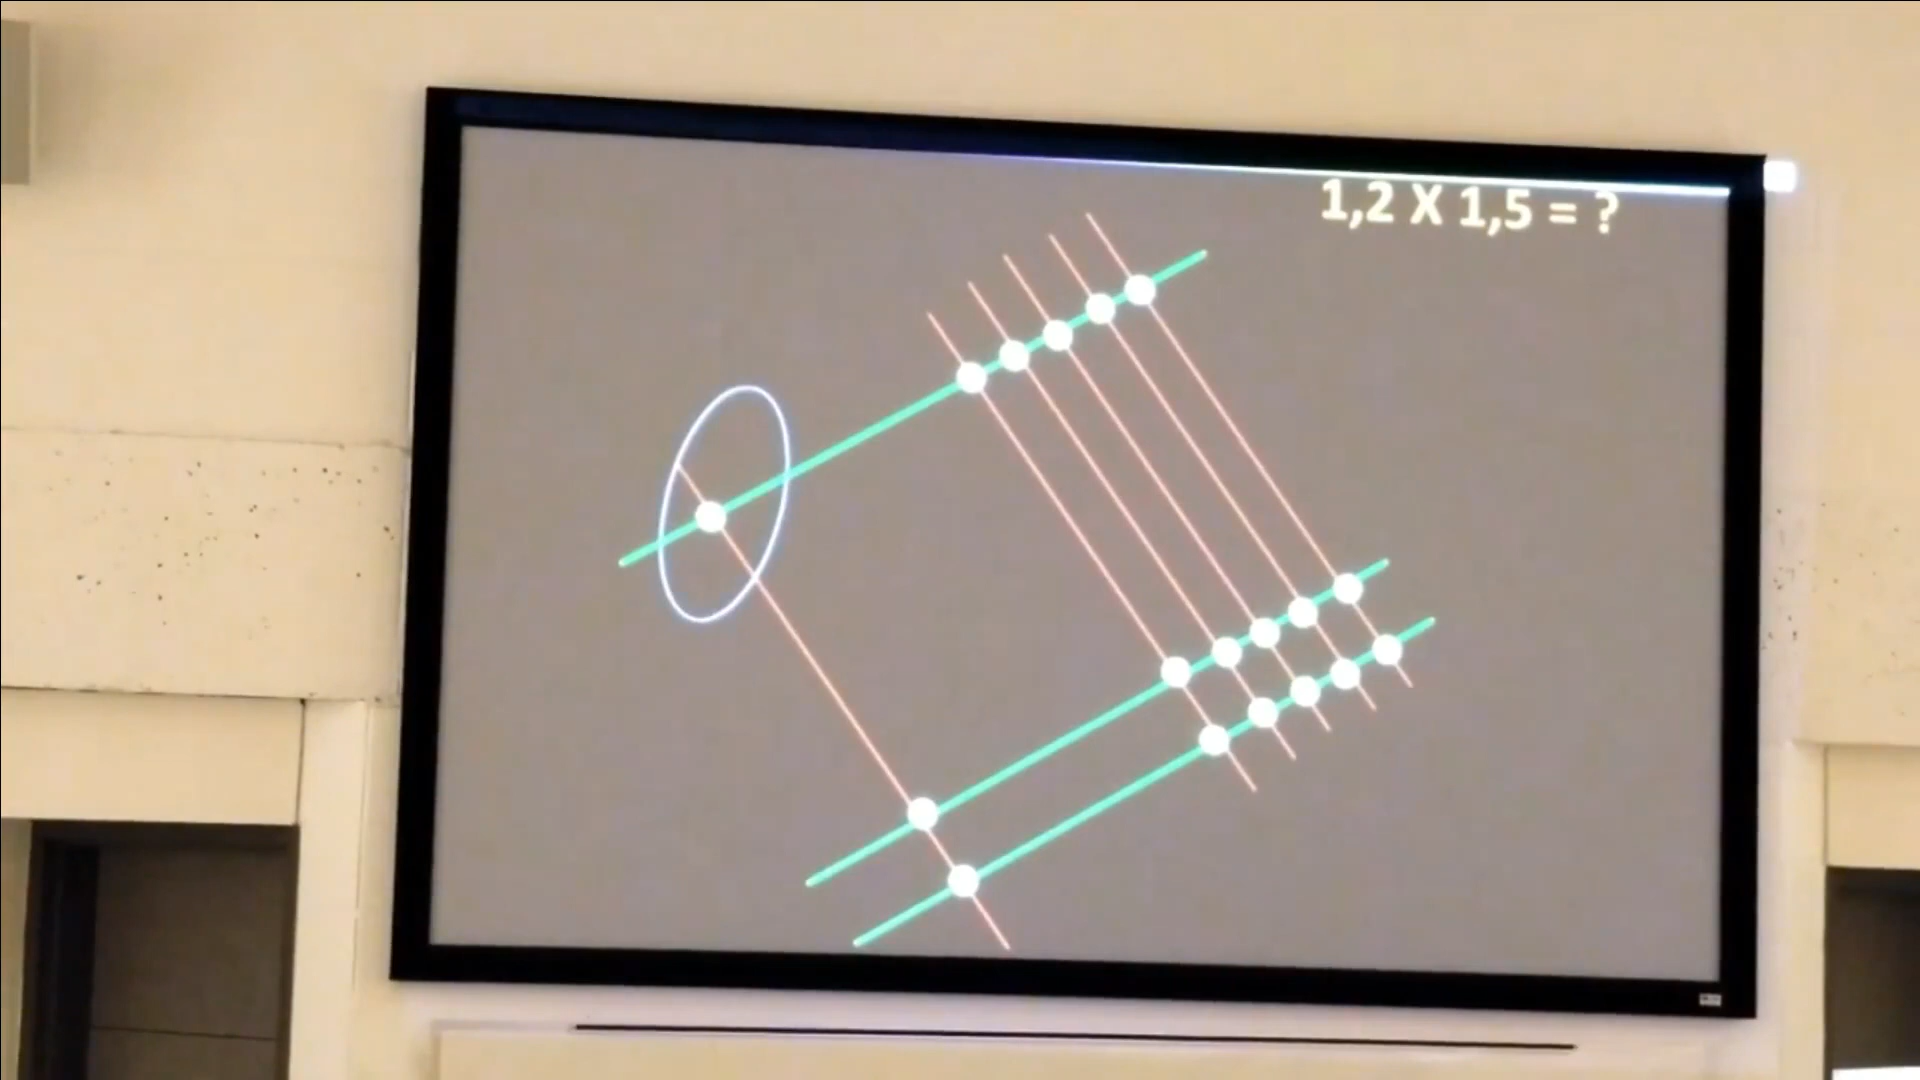 1,2 X 1,5 = ?